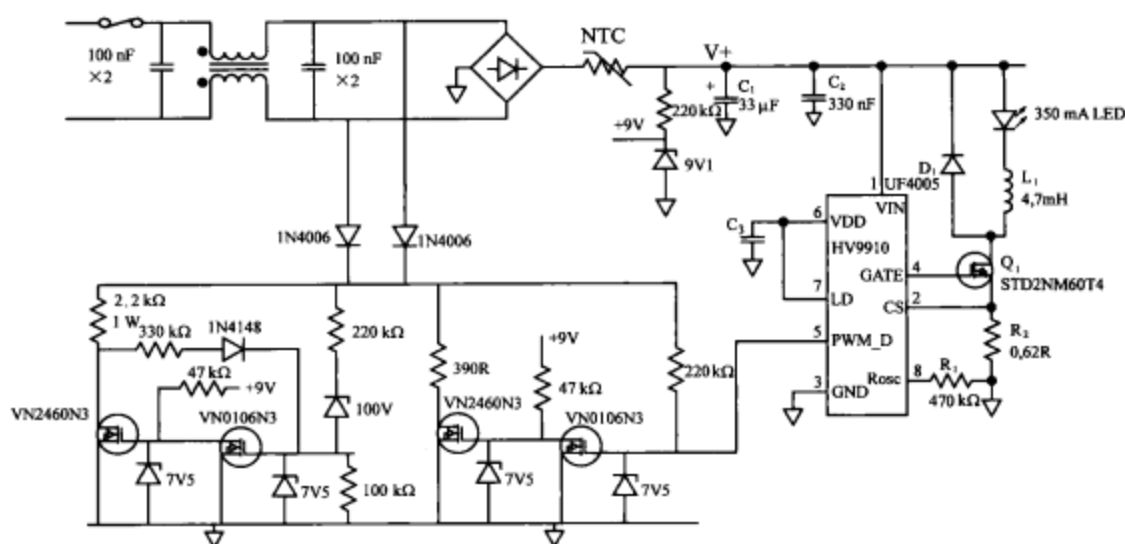 100 nF
×2
100 nF
×2
NTC
V+
+
C₁
33 μF
C₂
330 nF
220 kΩ
+9V
9V1
350 mA LED
D₁
UF4005
L₁
4,7mH
1
VIN
6
VDD
C₃
HV9910
GATE
4
Q₁
STD2NM60T4
7
LD
CS
2
5
PWM_D
R₂
0,62R
3
GND
Rosc
8
R₁
470 kΩ
1N4006
1N4006
2, 2 kΩ
1 W
330 kΩ
1N4148
220 kΩ
47 kΩ
+9V
100V
VN2460N3
VN0106N3
7V5
7V5
100 kΩ
390R
+9V
47 kΩ
220 kΩ
VN2460N3
VN0106N3
7V5
7V5